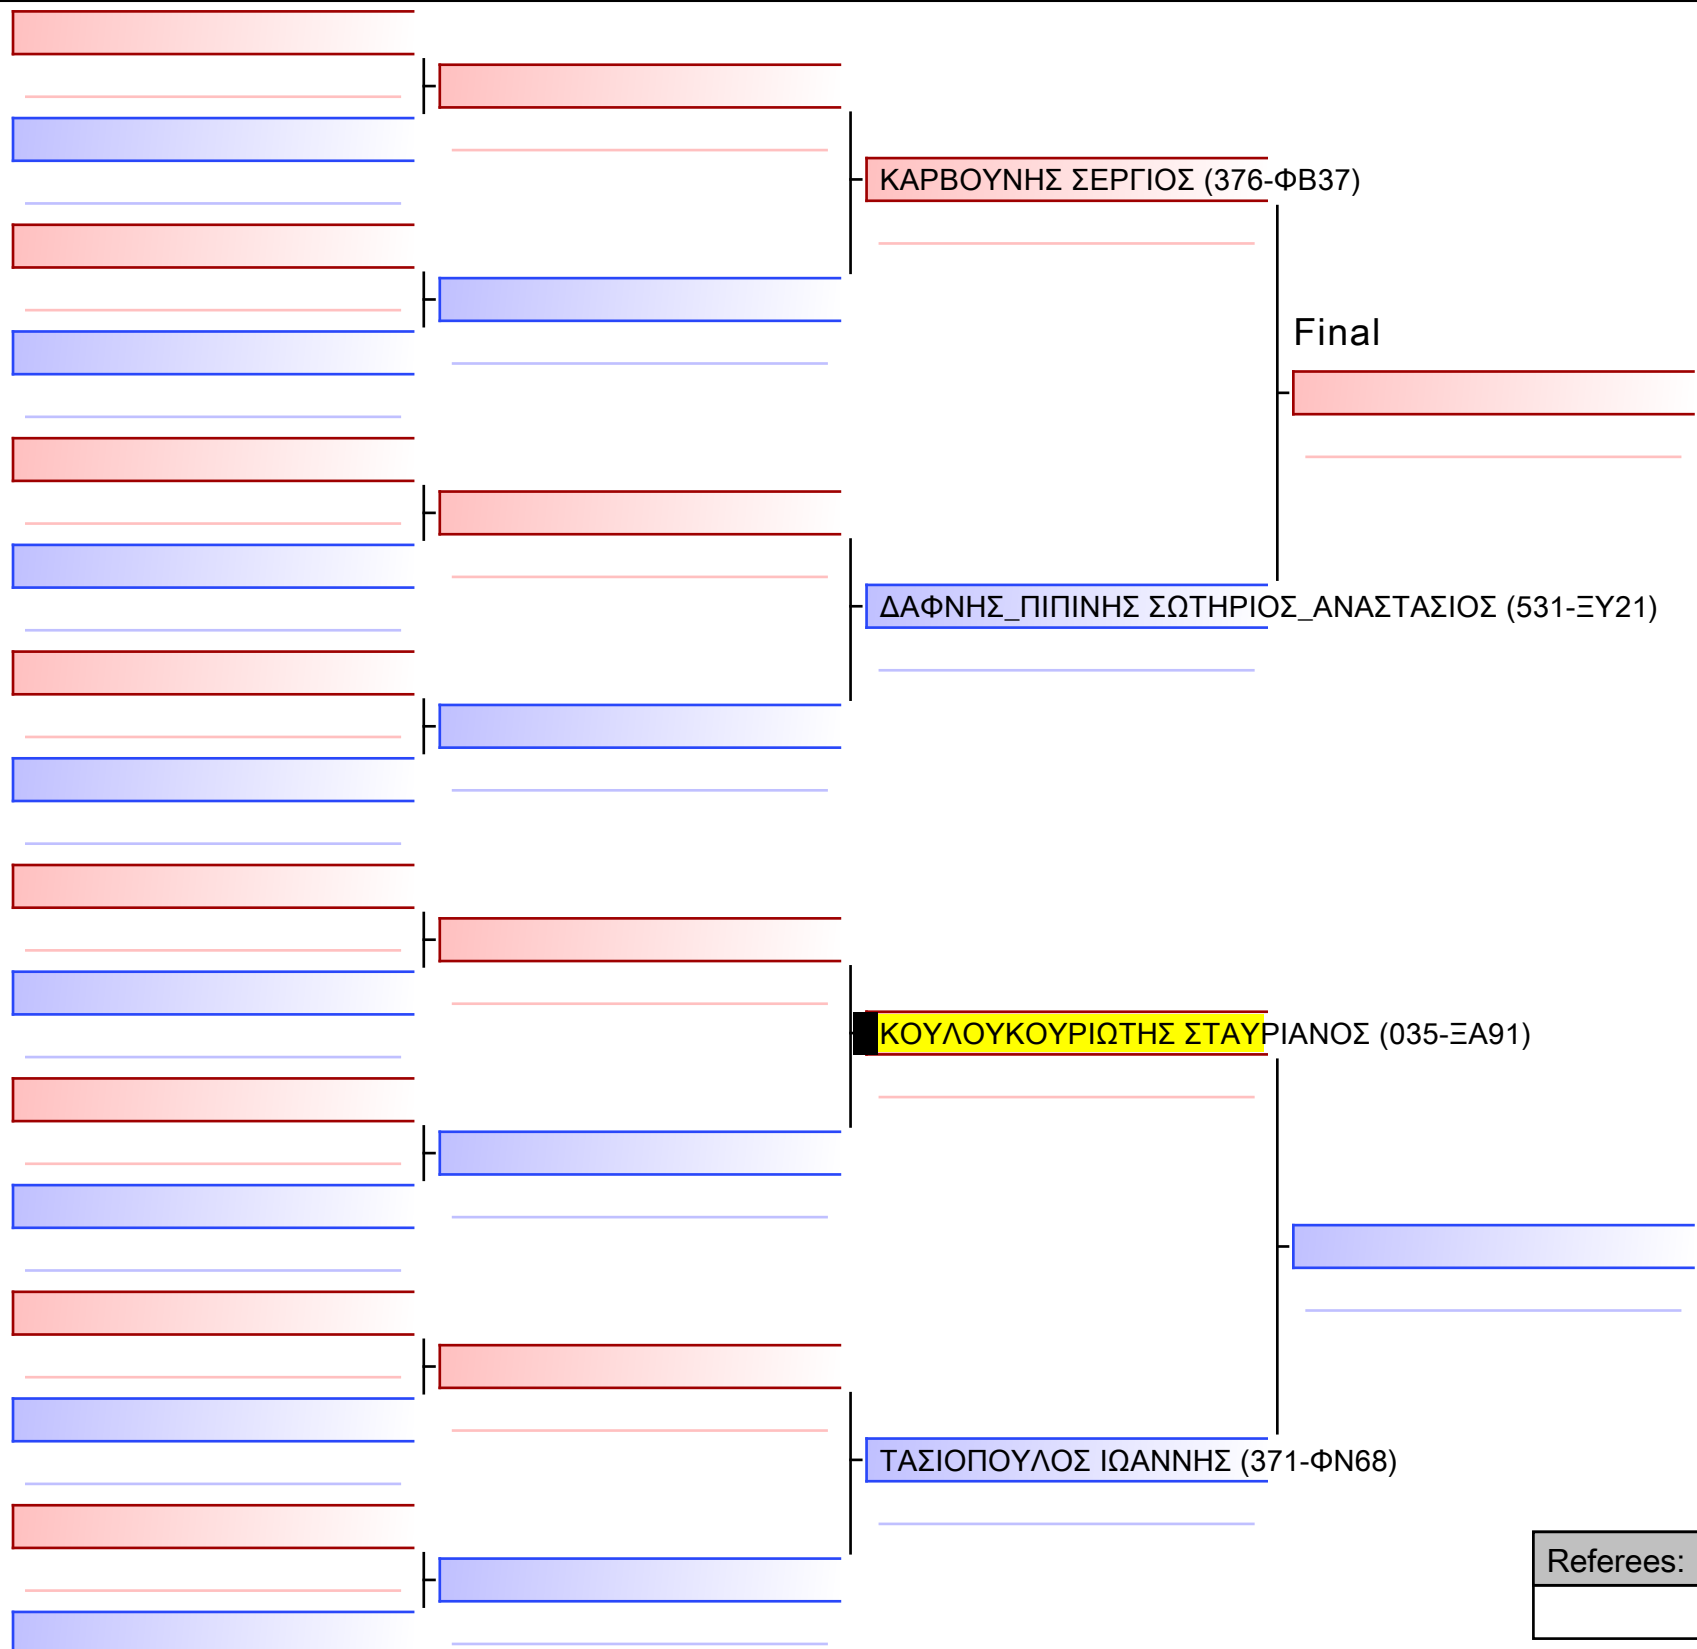 ΚΑΡΒΟΥΝΗΣ ΣΕΡΓΙΟΣ (376-ΦΒ37)
Final
ΔΑΦΝΗΣ_ΠΙΠΙΝΗΣ ΣΩΤΗΡΙΟΣ_ΑΝΑΣΤΑΣΙΟΣ (531-ΞΥ21)
ΚΟΥΛΟΥΚΟΥΡΙΩΤΗΣ ΣΤΑΥΡΙΑΝΟΣ (035-ΞΑ91)
ΤΑΣΙΟΠΟΥΛΟΣ ΙΩΑΝΝΗΣ (371-ΦΝ68)
Referees: